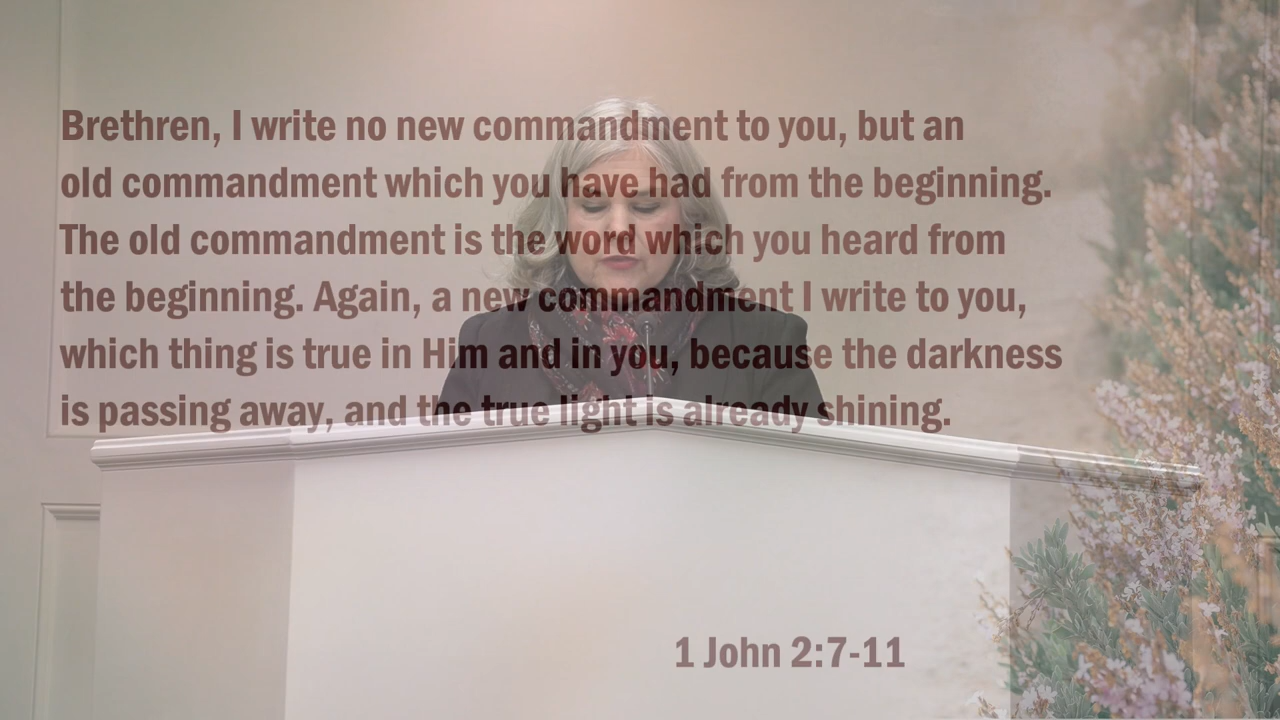 Brethren, I write no new commandment to you, but an
old commandment which you have had from the beginning.
The old commandment is the word which you heard from
the beginning. Again, a new commandment I write to you,
which thing is true in Him and in you, because the darkness
is passing away, and the true light is already shining.
1 John 2:7-11